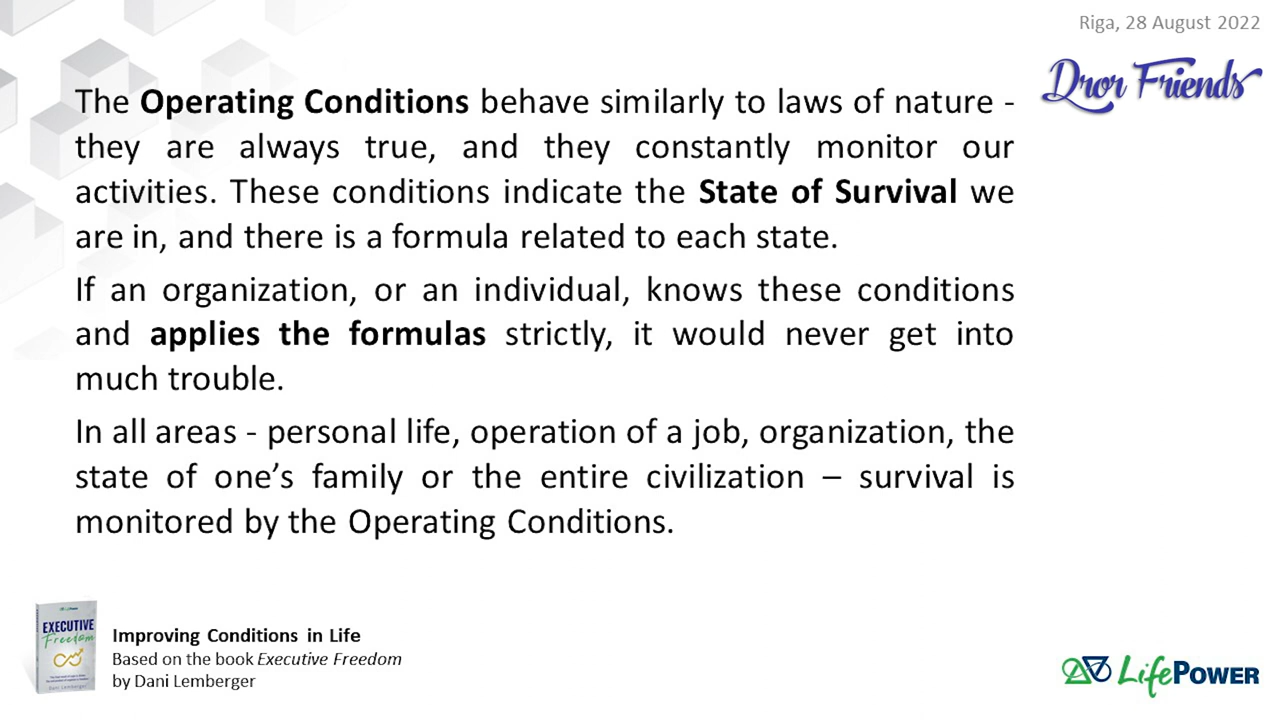 Riga, 28 August 2022
Dror Friends
The Operating Conditions behave similarly to laws of nature -
they are always true, and they constantly monitor our
activities. These conditions indicate the State of Survival we
are in, and there is a formula related to each state.
If an organization, or an individual, knows these conditions
and applies the formulas strictly, it would never get into
much trouble.
In all areas - personal life, operation of a job, organization, the
state of one’s family or the entire civilization – survival is
monitored by the Operating Conditions.
EXECUTIVE
Freedom
Dani Lemberger
Improving Conditions in Life
Based on the book Executive Freedom
by Dani Lemberger
LifePOWER